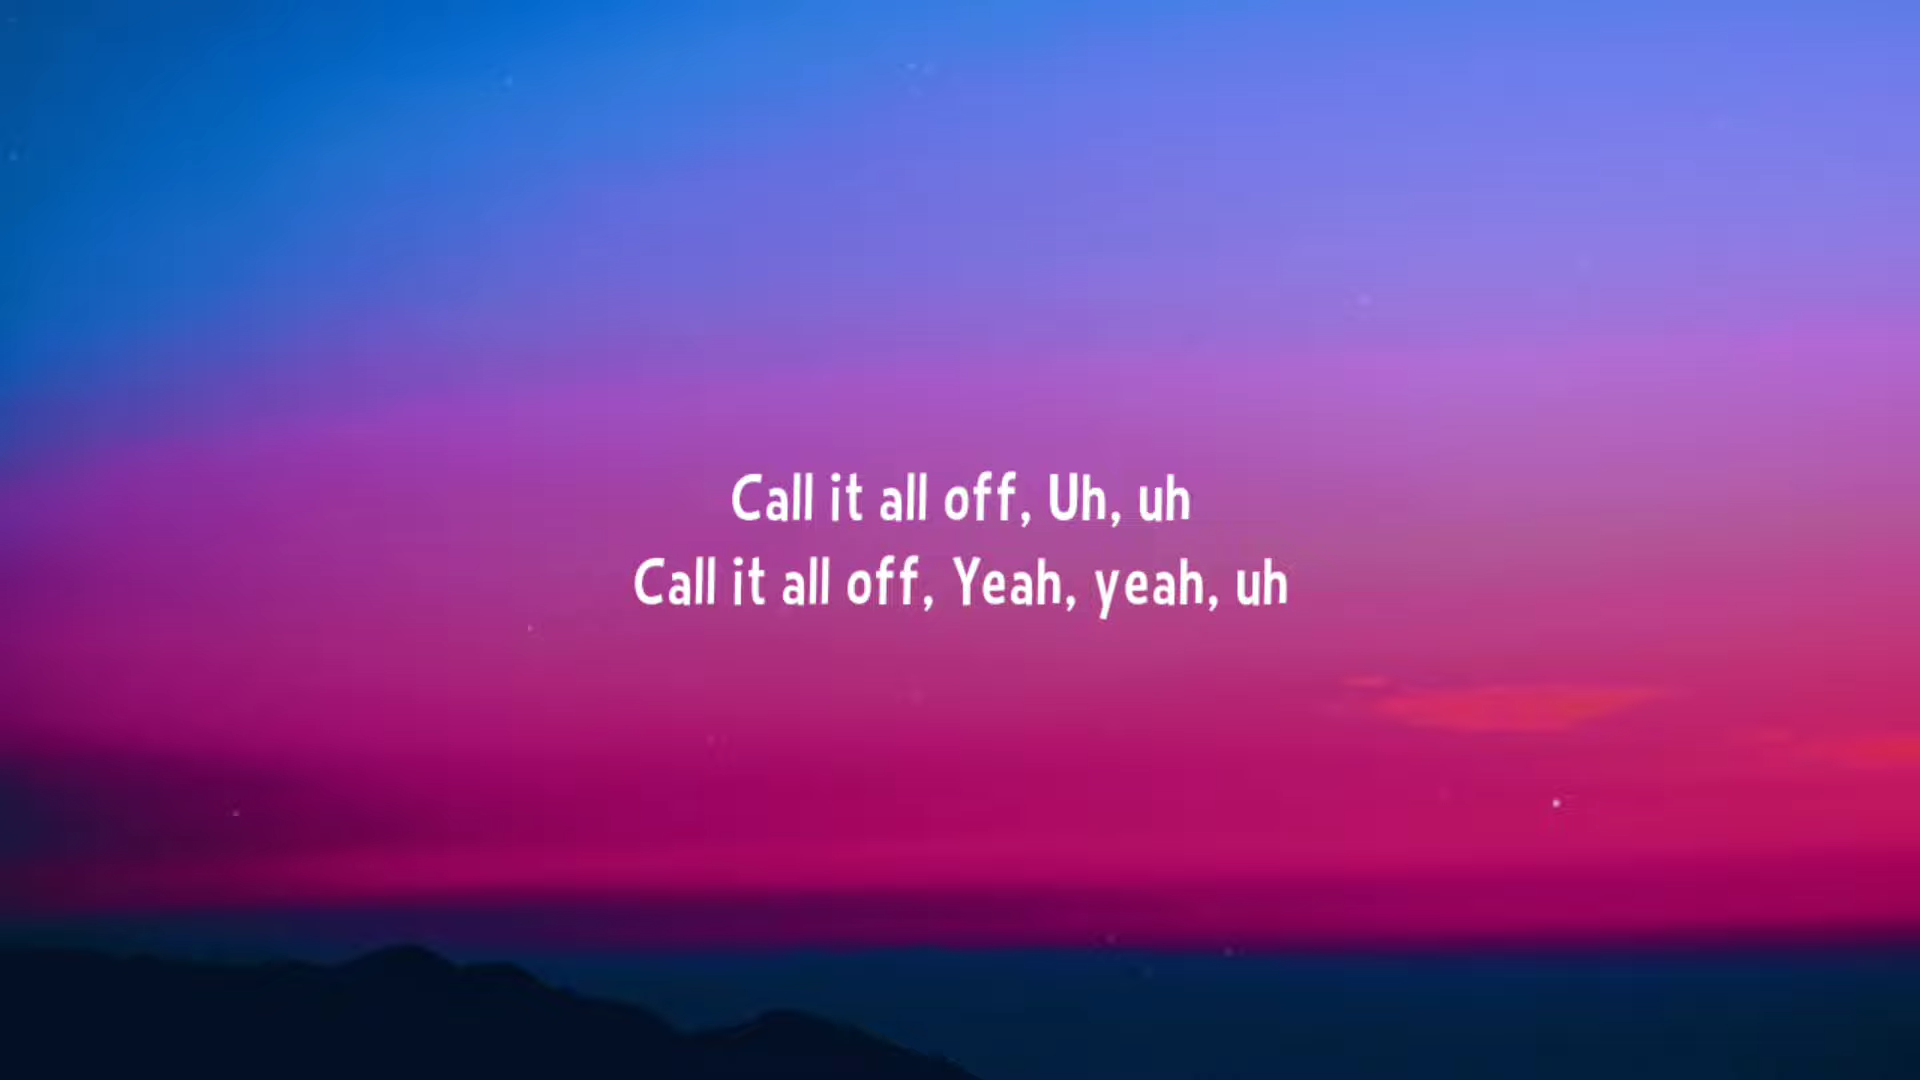 Call it all off, Uh, uh
Call it all off, Yeah, yeah, uh